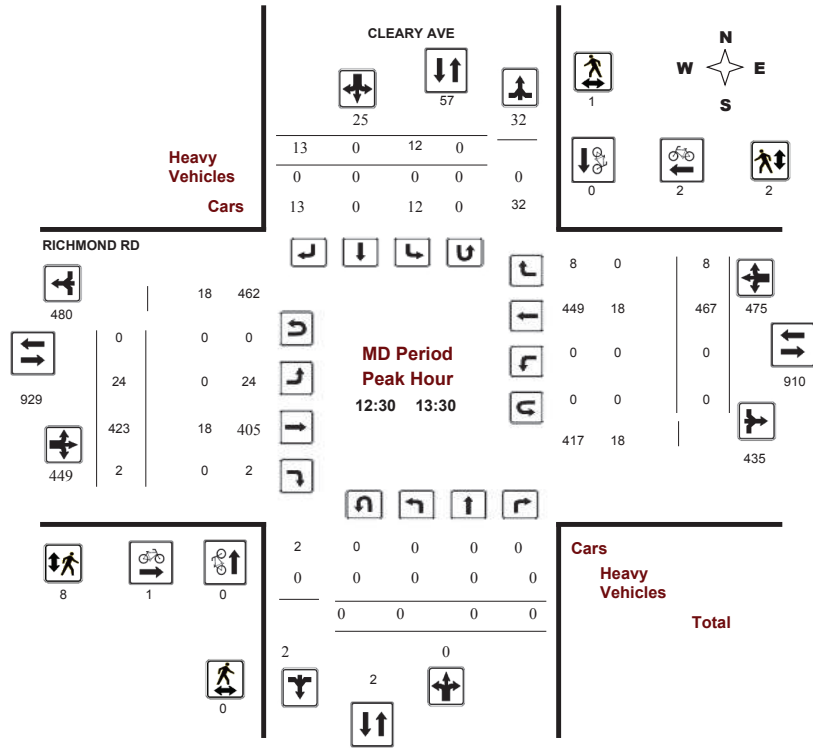 CLEARY AVE
N
W E
S
57
1
25 32
13 0 12 0
Heavy
Vehicles
0 0 0 0 0
0 2 2
Cars
13 0 12 0 32
RICHMOND RD
8 0 8
480
18 462
449 18 467 475
0 0 0
MD Period
Peak Hour
12:30 13:30
0 0 0
929
24 0 24
910
0 0 0
423 18 405
417 18
435
449
2 0 2
2 0 0 0 0
Cars
0 0 0 0 0
Heavy
Vehicles
8 1 0
0 0 0 0
Total
2 0
2
0